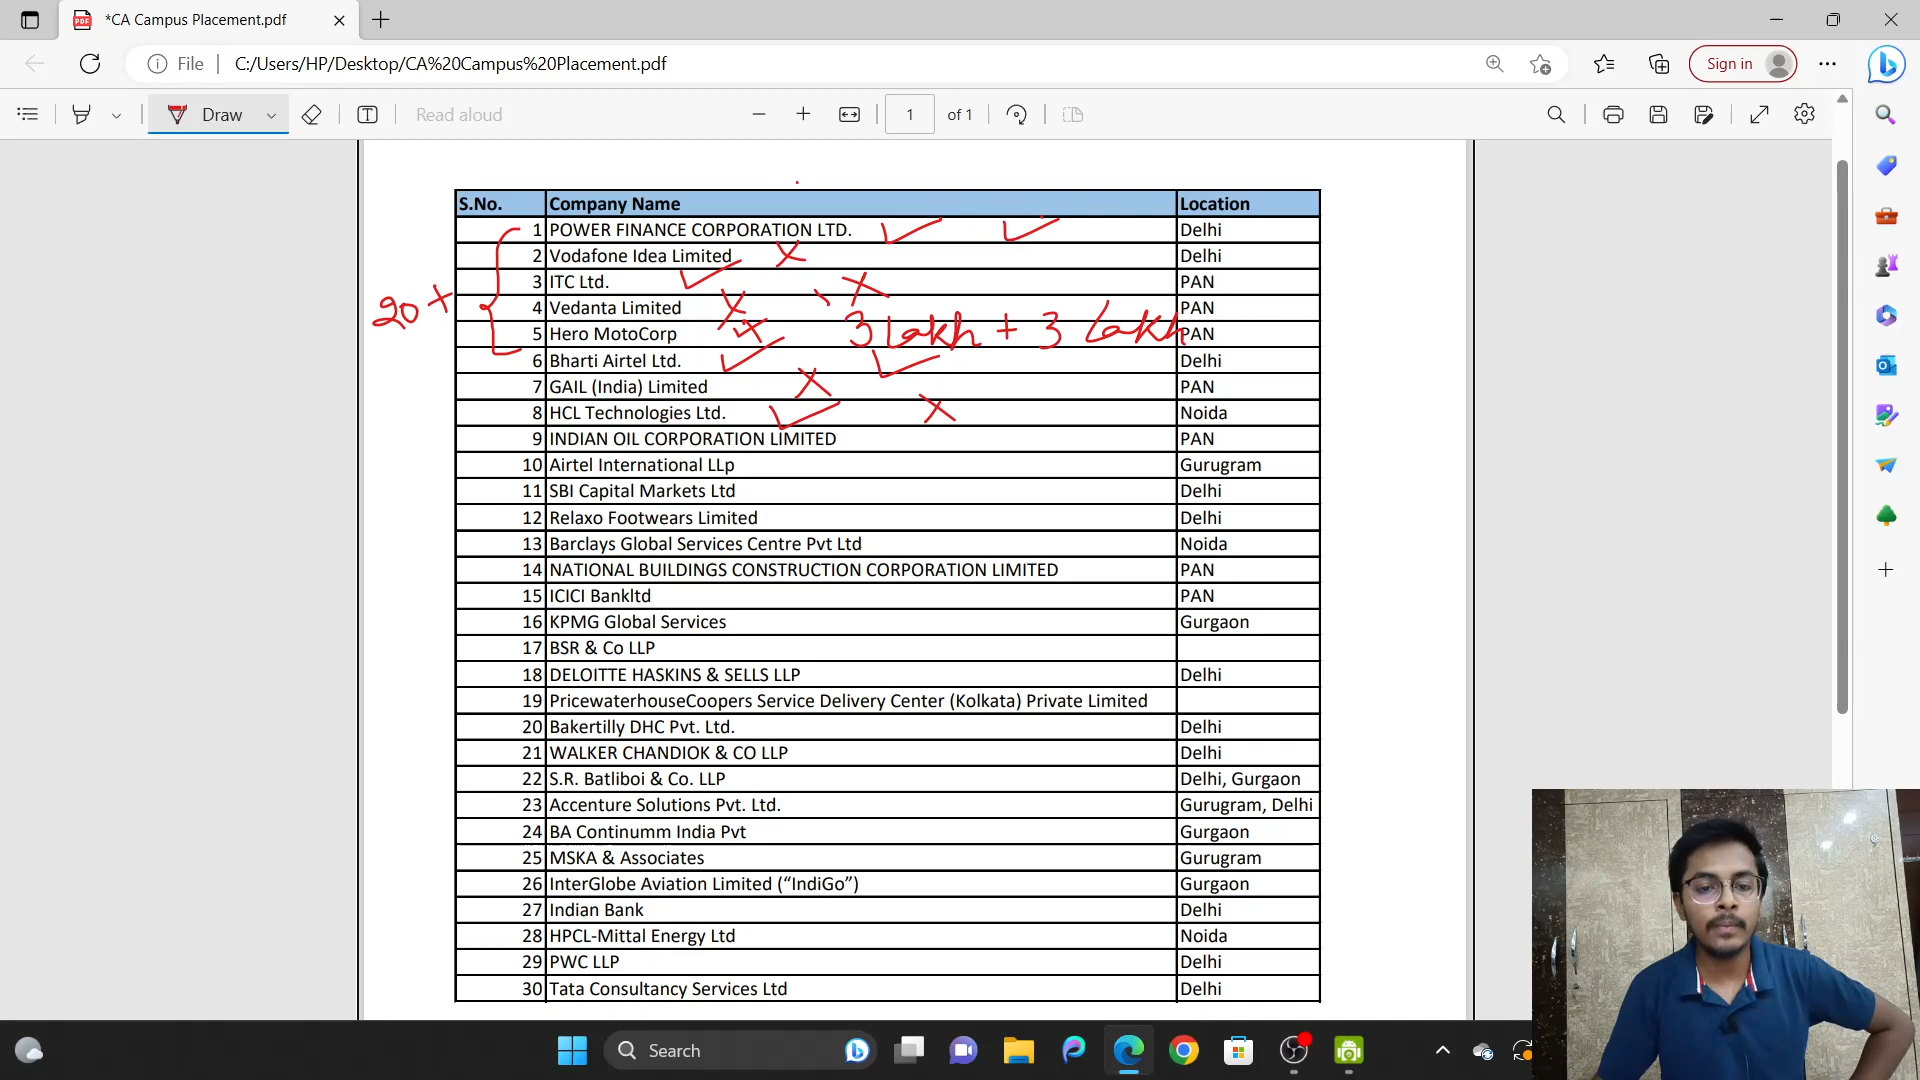 *CA Campus Placement.pdf
File
C:/Users/HP/Desktop/CA%20Campus%20Placement.pdf
Sign in
Draw
Read aloud
1 of 1
S.No. Company Name Location
1 POWER FINANCE CORPORATION LTD. Delhi
2 Vodafone Idea Limited Delhi
3 ITC Ltd. PAN
20+
4 Vedanta Limited PAN
3 Lakh + 3 Lakh
5 Hero MotoCorp PAN
6 Bharti Airtel Ltd. Delhi
7 GAIL (India) Limited PAN
8 HCL Technologies Ltd. Noida
9 INDIAN OIL CORPORATION LIMITED PAN
10 Airtel International LLp Gurugram
11 SBI Capital Markets Ltd Delhi
12 Relaxo Footwears Limited Delhi
13 Barclays Global Services Centre Pvt Ltd Noida
14 NATIONAL BUILDINGS CONSTRUCTION CORPORATION LIMITED PAN
15 ICICI Bankltd PAN
16 KPMG Global Services Gurgaon
17 BSR & Co LLP
18 DELOITTE HASKINS & SELLS LLP Delhi
19 PricewaterhouseCoopers Service Delivery Center (Kolkata) Private Limited
20 Bakertilly DHC Pvt. Ltd. Delhi
21 WALKER CHANDIOK & CO LLP Delhi
22 S.R. Batliboi & Co. LLP Delhi, Gurgaon
23 Accenture Solutions Pvt. Ltd. Gurugram, Delhi
24 BA Continumm India Pvt Gurgaon
25 MSKA & Associates Gurugram
26 InterGlobe Aviation Limited (“IndiGo”) Gurgaon
27 Indian Bank Delhi
28 HPCL-Mittal Energy Ltd Noida
29 PWC LLP Delhi
30 Tata Consultancy Services Ltd Delhi
Search